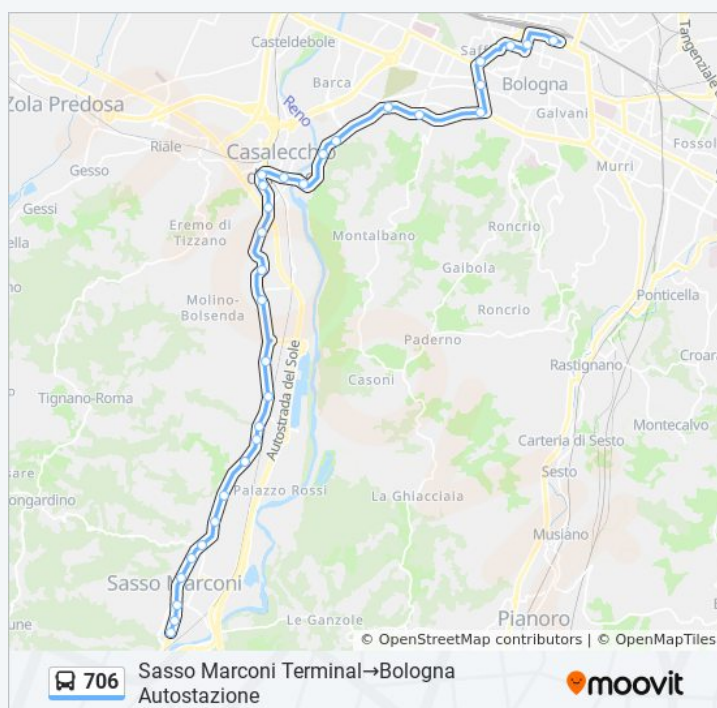 Casteldebole
Saff
Tangenziale
Barca
Bologna
Zola Predosa
Reno
Galvani
Riale
Casalecchio
Fossol
Gesso
Murri
Gessi
Eremo di
Tizzano
Montalbano
Roncrio
Gaibola
Ponticella
Molino-
Bolsenda
Roncrio
Paderno
Croar
Autostrada del Sole
Rastignano
Casoni
Tignano-Roma
Montecalvo
Carteria di Sesto
sare
Sesto
Palazzo Rossi
La Ghiacciaia
ongardino
Musiano
Sasso Marconi
Le Ganzole
Pianoro
une
© OpenStreetMap contributors | © OpenMapTiles
706
Sasso Marconi Terminal→Bologna
Autostazione
moovit